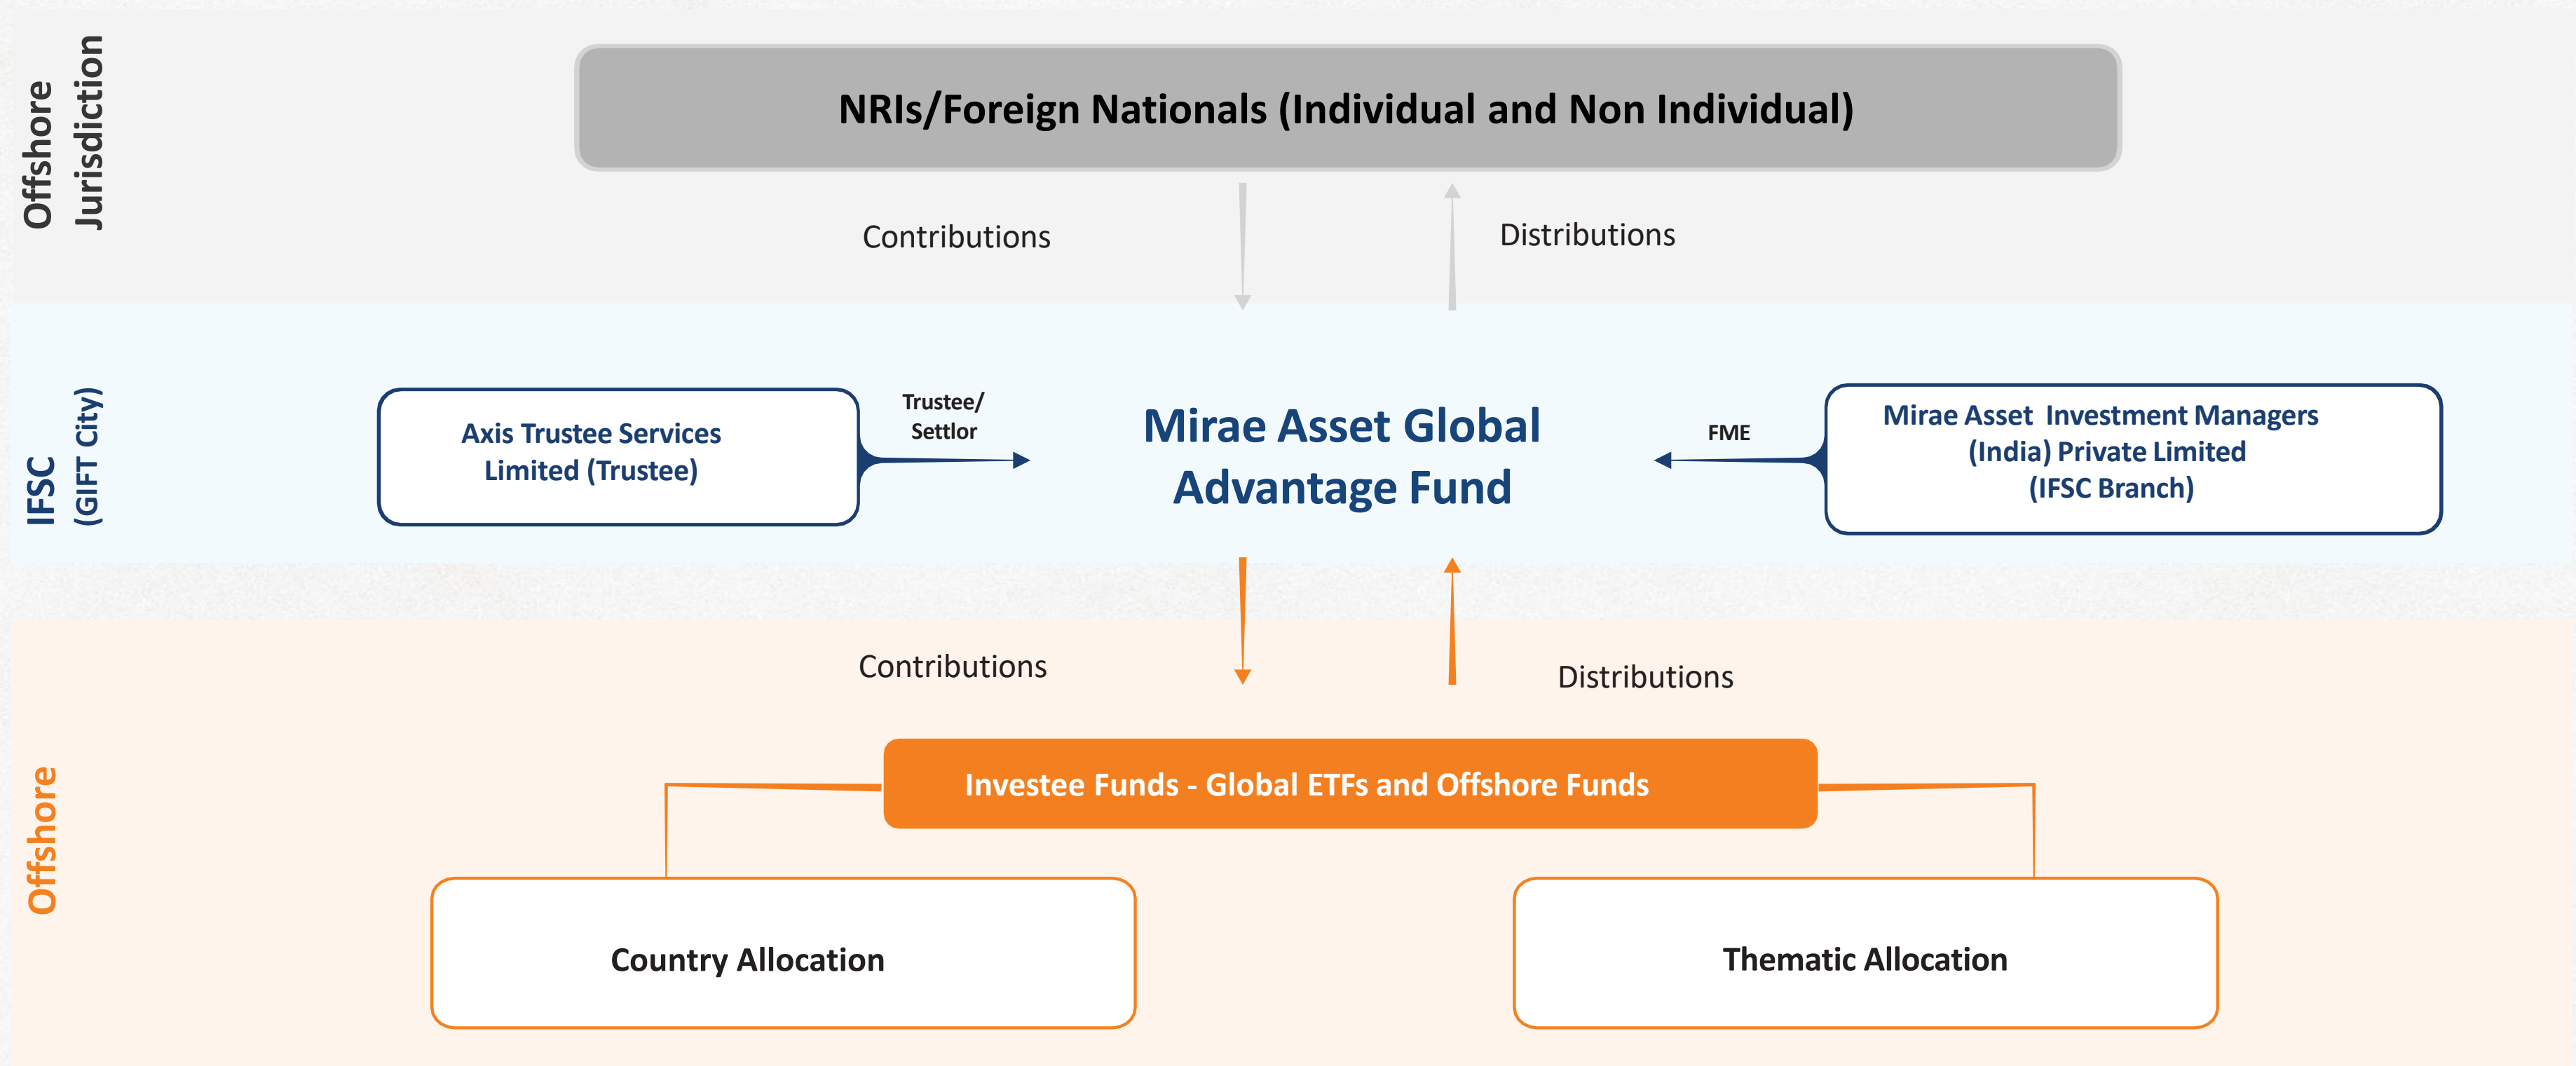 Offshore
Jurisdiction
NRIs/Foreign Nationals (Individual and Non Individual)
Contributions
Distributions
IFSC
(GIFT City)
Axis Trustee Services
Limited (Trustee)
Trustee/
Settlor
Mirae Asset Global
Advantage Fund
FME
Mirae Asset Investment Managers
(India) Private Limited
(IFSC Branch)
Contributions
Distributions
Offshore
Investee Funds - Global ETFs and Offshore Funds
Country Allocation
Thematic Allocation